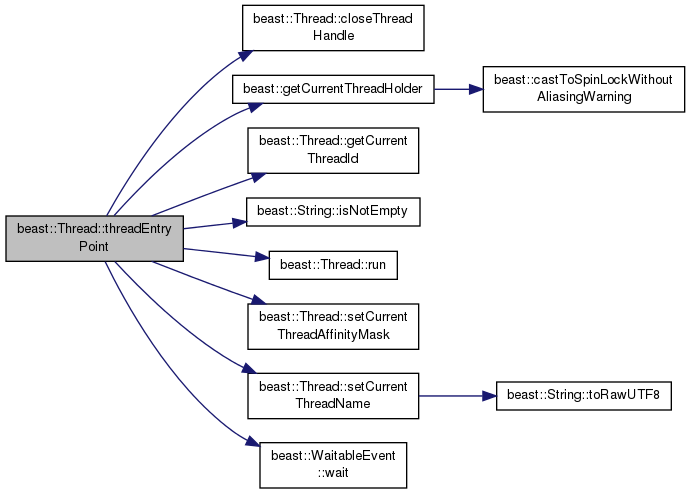 beast::Thread::closeThread
Handle
beast::getCurrentThreadHolder
beast::castToSpinLockWithout
AliasingWarning
beast::Thread::getCurrent
ThreadId
beast::String::isNotEmpty
beast::Thread::threadEntry
Point
beast::Thread::run
beast::Thread::setCurrent
ThreadAffinityMask
beast::Thread::setCurrent
ThreadName
beast::String::toRawUTF8
beast::WaitableEvent
::wait